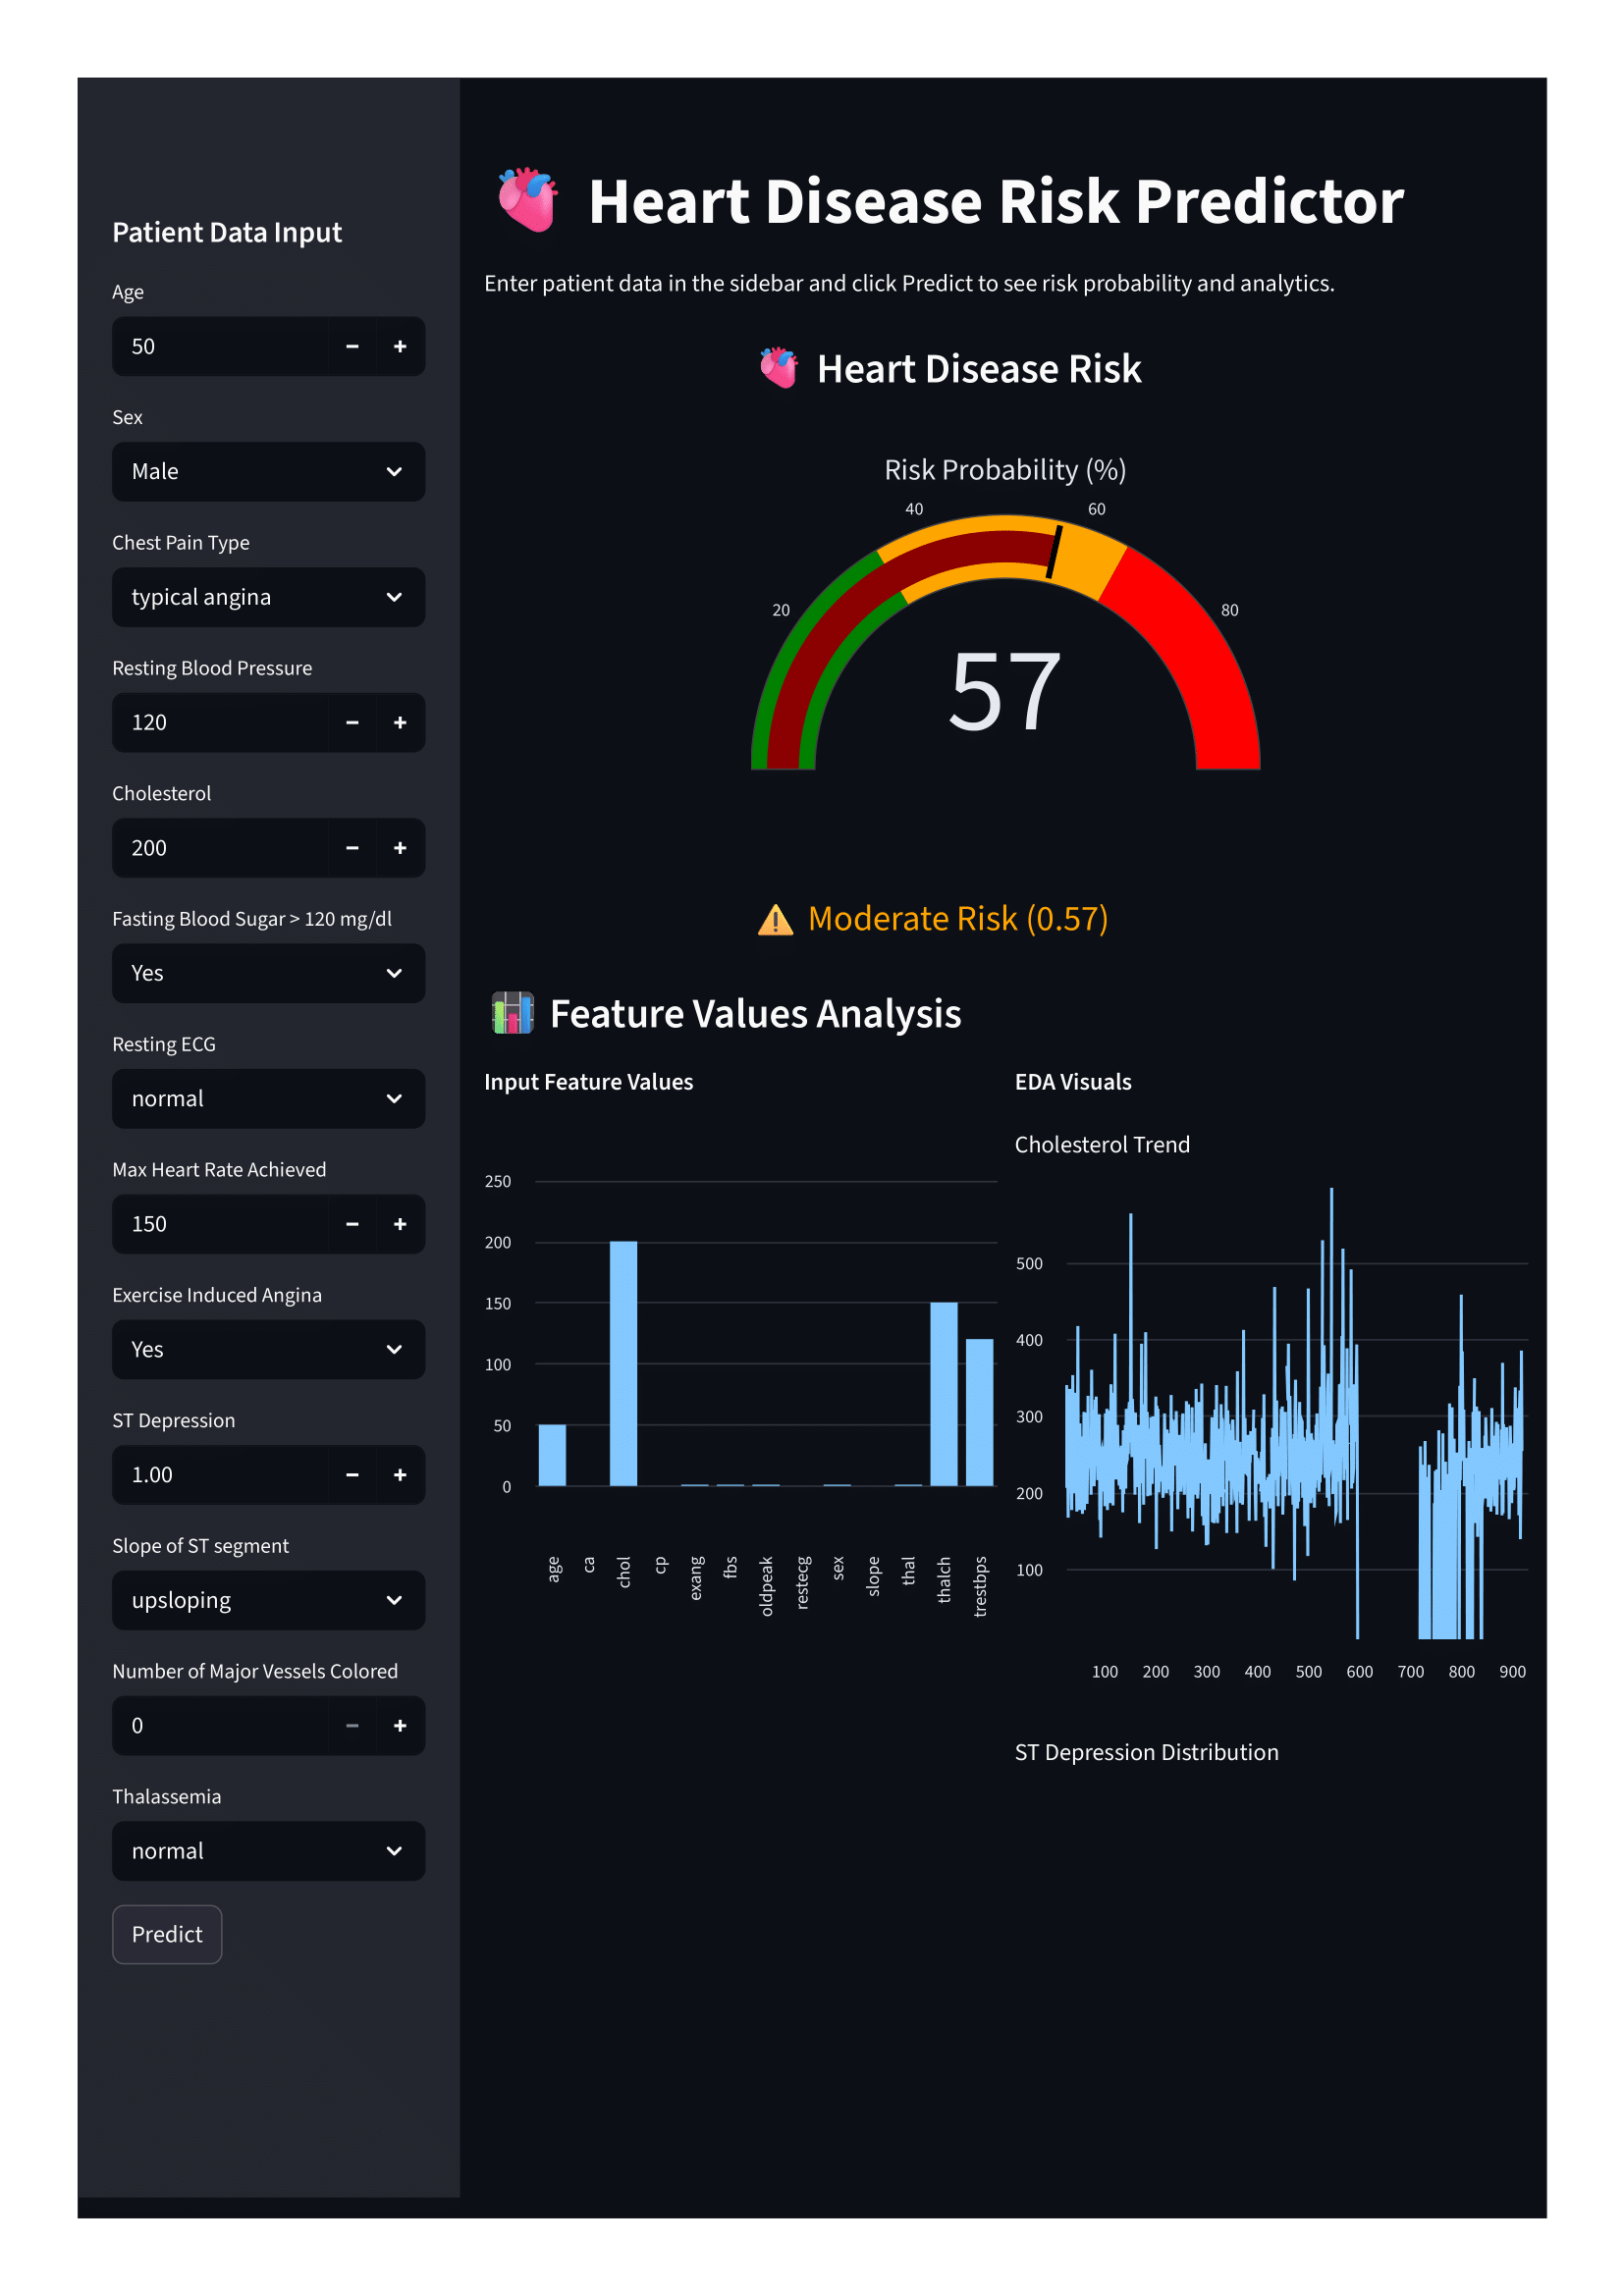 Patient Data Input
Age
50
Sex
Male
Chest Pain Type
typical angina
Resting Blood Pressure
120
Cholesterol
200
Fasting Blood Sugar > 120 mg/dl
Yes
Resting ECG
normal
Max Heart Rate Achieved
150
Exercise Induced Angina
Yes
ST Depression
1.00
Slope of ST segment
upsloping
Number of Major Vessels Colored
0
Thalassemia
normal
Predict
Heart Disease Risk Predictor
Enter patient data in the sidebar and click Predict to see risk probability and analytics.
Heart Disease Risk
Risk Probability (%)
20
40
60
80
57
Moderate Risk (0.57)
Feature Values Analysis
Input Feature Values
250
200
150
100
50
0
age
ca
chol
cp
exang
fbs
oldpeak
restecg
sex
slope
thal
thalch
trestbps
EDA Visuals
Cholesterol Trend
500
400
300
200
100
100 200 300 400 500 600 700 800 900
ST Depression Distribution